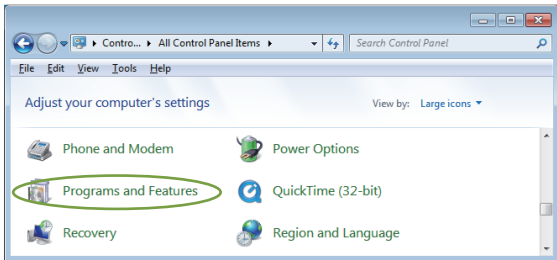 Contro... All Control Panel Items Search Control Panel
File Edit View Tools Help
Adjust your computer's settings View by: Large icons
Phone and Modem Power Options
Programs and Features QuickTime (32-bit)
Recovery Region and Language